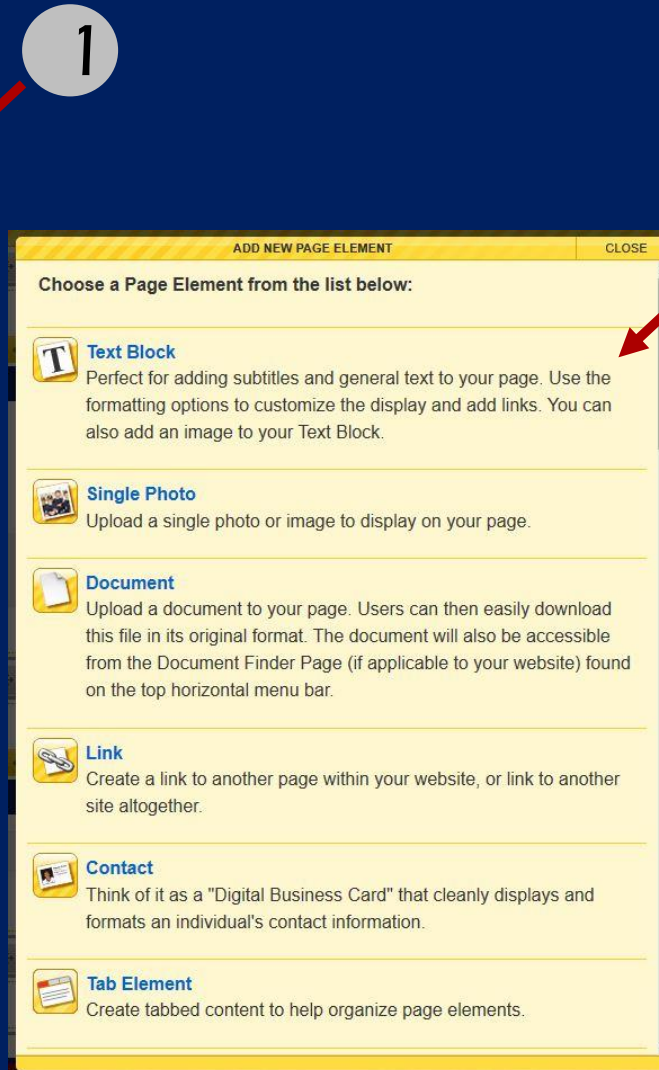 1
ADD NEW PAGE ELEMENT
CLOSE
Choose a Page Element from the list below:
T
Text Block
Perfect for adding subtitles and general text to your page. Use the
formatting options to customize the display and add links. You can
also add an image to your Text Block.
Single Photo
Upload a single photo or image to display on your page.
Document
Upload a document to your page. Users can then easily download
this file in its original format. The document will also be accessible
from the Document Finder Page (if applicable to your website) found
on the top horizontal menu bar.
Link
Create a link to another page within your website, or link to another
site altogether.
Contact
Think of it as a "Digital Business Card" that cleanly displays and
formats an individual's contact information.
Tab Element
Create tabbed content to help organize page elements.